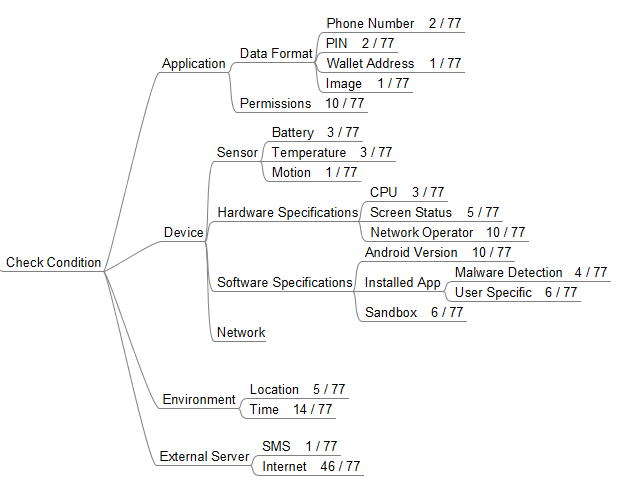 Check Condition
Application
Data Format
Phone Number 2 / 77
PIN 2 / 77
Wallet Address 1 / 77
Image 1 / 77
Permissions 10 / 77
Device
Sensor
Battery 3 / 77
Temperature 3 / 77
Motion 1 / 77
Hardware Specifications
CPU 3 / 77
Screen Status 5 / 77
Network Operator 10 / 77
Software Specifications
Android Version 10 / 77
Installed App
Malware Detection 4 / 77
User Specific 6 / 77
Sandbox 6 / 77
Network
Environment
Location 5 / 77
Time 14 / 77
External Server
SMS 1 / 77
Internet 46 / 77